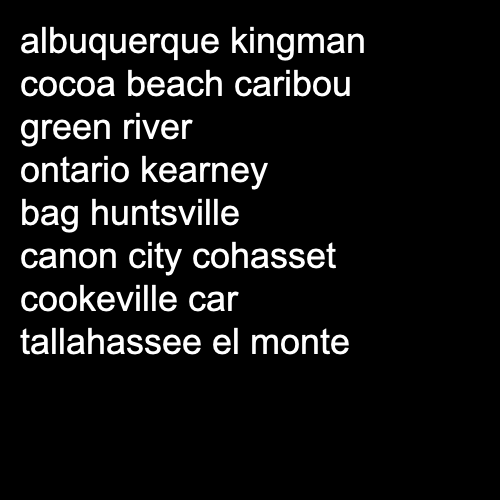 albuquerque kingman
cocoa beach caribou
green river
ontario kearney
bag huntsville
canon city cohasset
cookeville car
tallahassee el monte